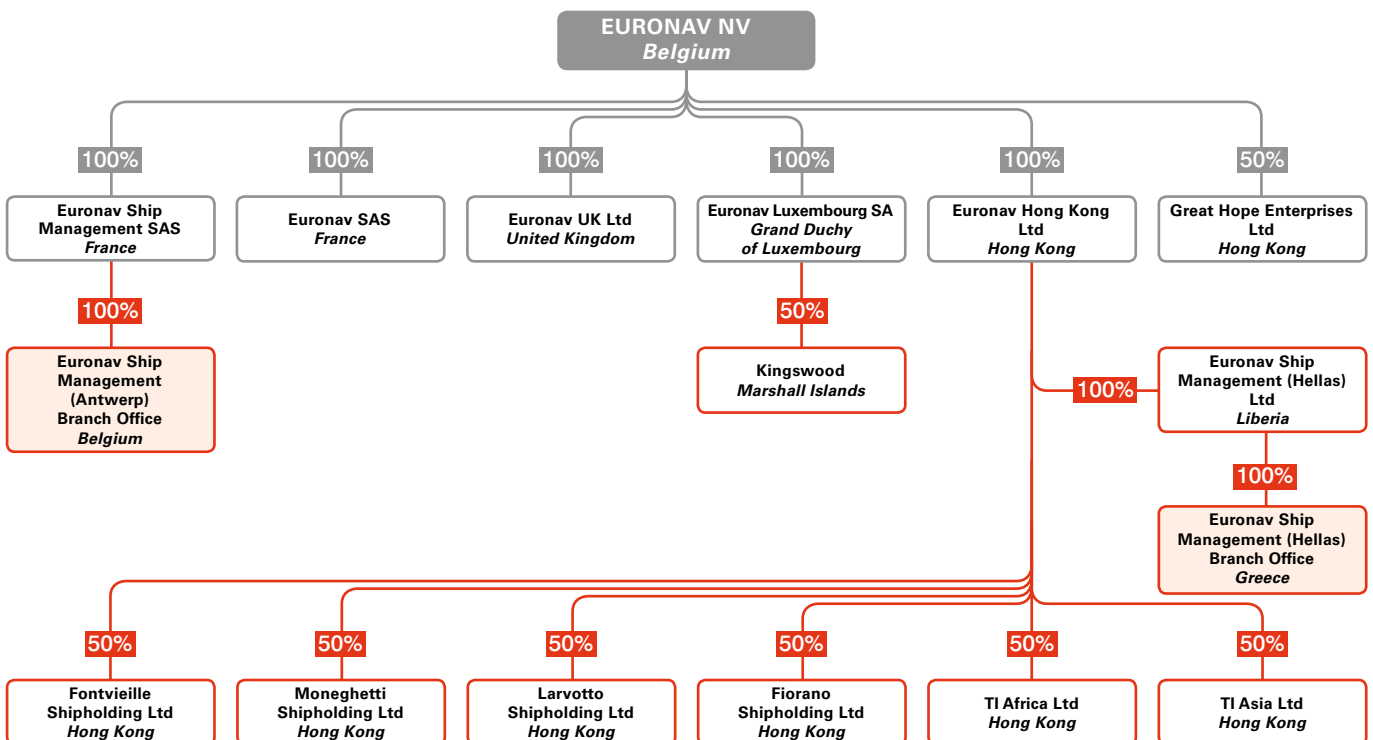 EURONAV NV
Belgium
100%
100%
100%
100%
100%
50%
Euronav Ship
Management SAS
France
Euronav SAS
France
Euronav UK Ltd
United Kingdom
Euronav Luxembourg SA
Grand Duchy
of Luxembourg
Euronav Hong Kong
Ltd
Hong Kong
Great Hope Enterprises
Ltd
Hong Kong
100%
50%
Euronav Ship
Management
(Antwerp)
Branch Office
Belgium
Kingswood
Marshall Islands
100%
Euronav Ship
Management (Hellas)
Ltd
Liberia
100%
Euronav Ship
Management (Hellas)
Branch Office
Greece
50%
50%
50%
50%
50%
50%
Fontvieille
Shipholding Ltd
Hong Kong
Moneghetti
Shipholding Ltd
Hong Kong
Larvotto
Shipholding Ltd
Hong Kong
Fiorano
Shipholding Ltd
Hong Kong
TI Africa Ltd
Hong Kong
TI Asia Ltd
Hong Kong